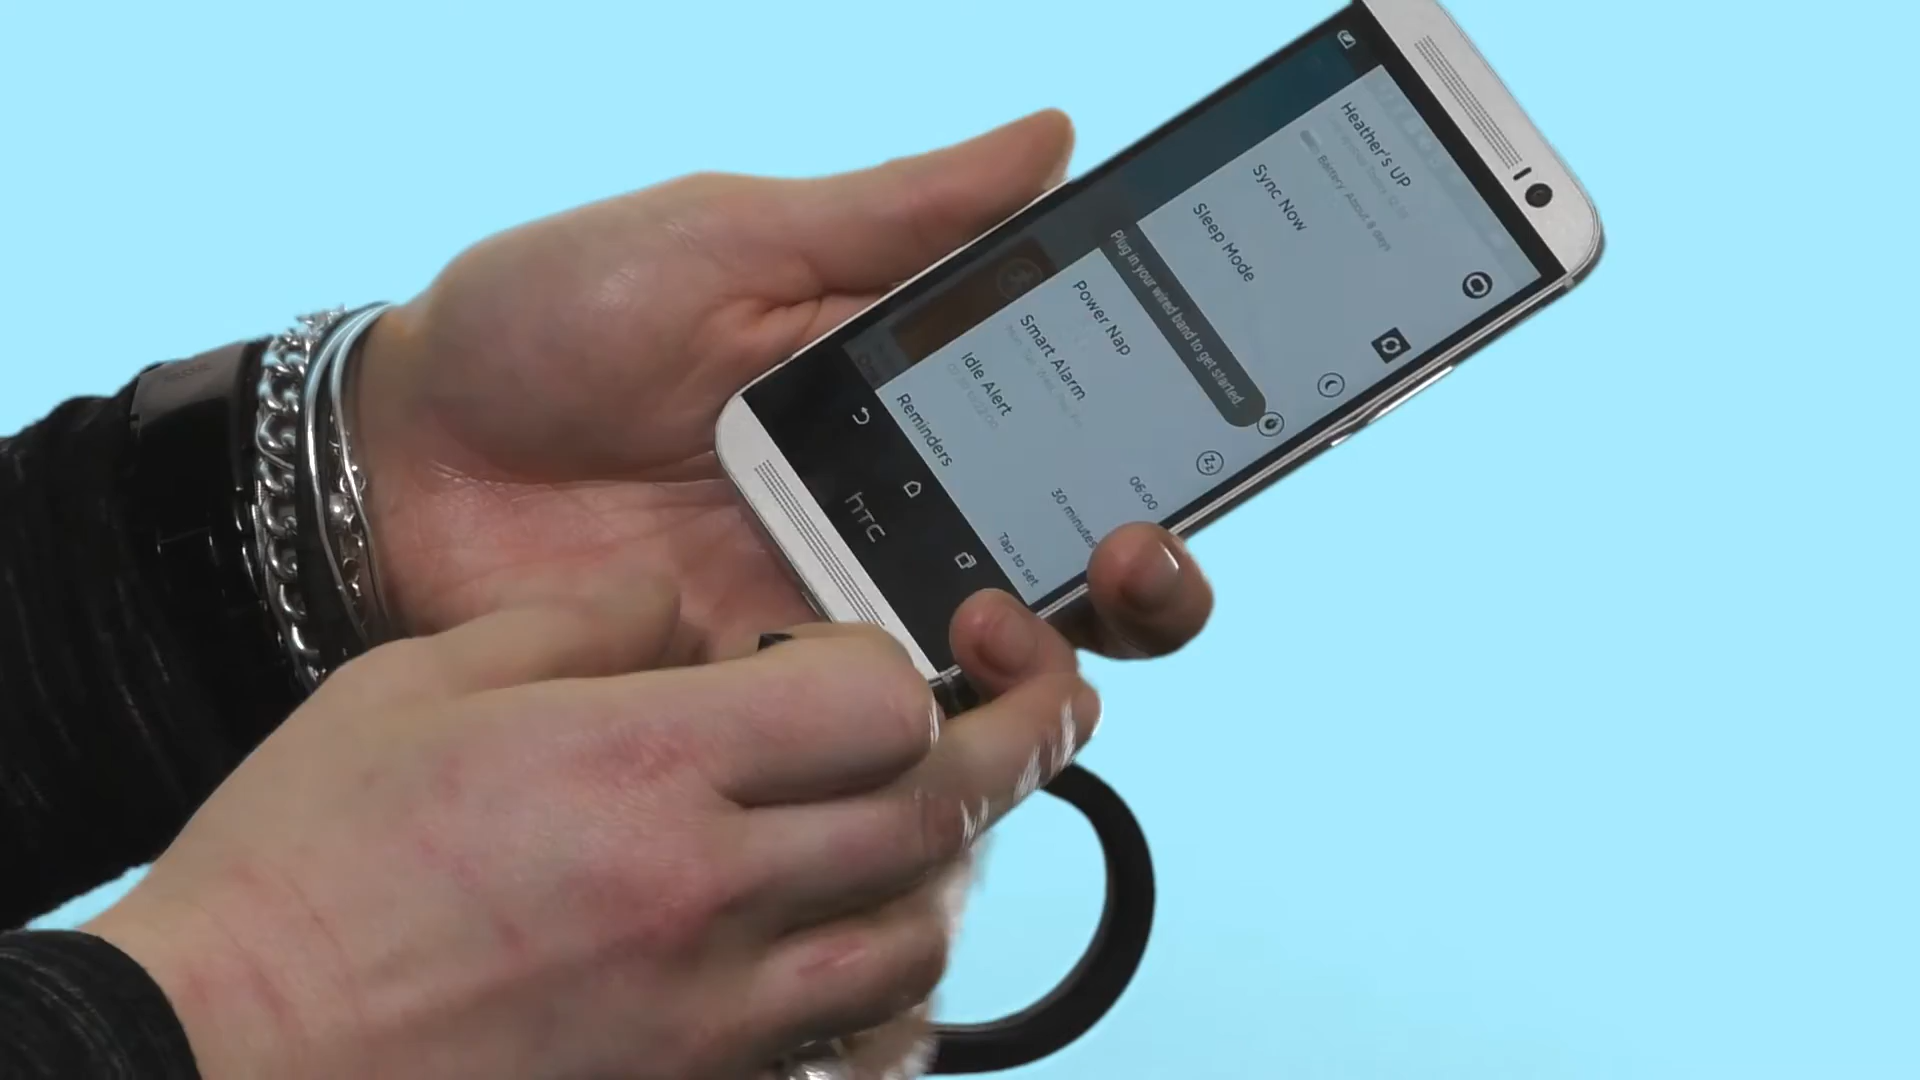 Heather's UP
Battery About 8 days
Sync Now
Sleep Mode
Plug in your wired band to get started.
Power Nap
Smart Alarm
06:00
Idle Alert
30 minutes
Reminders
Tap to set
hTC